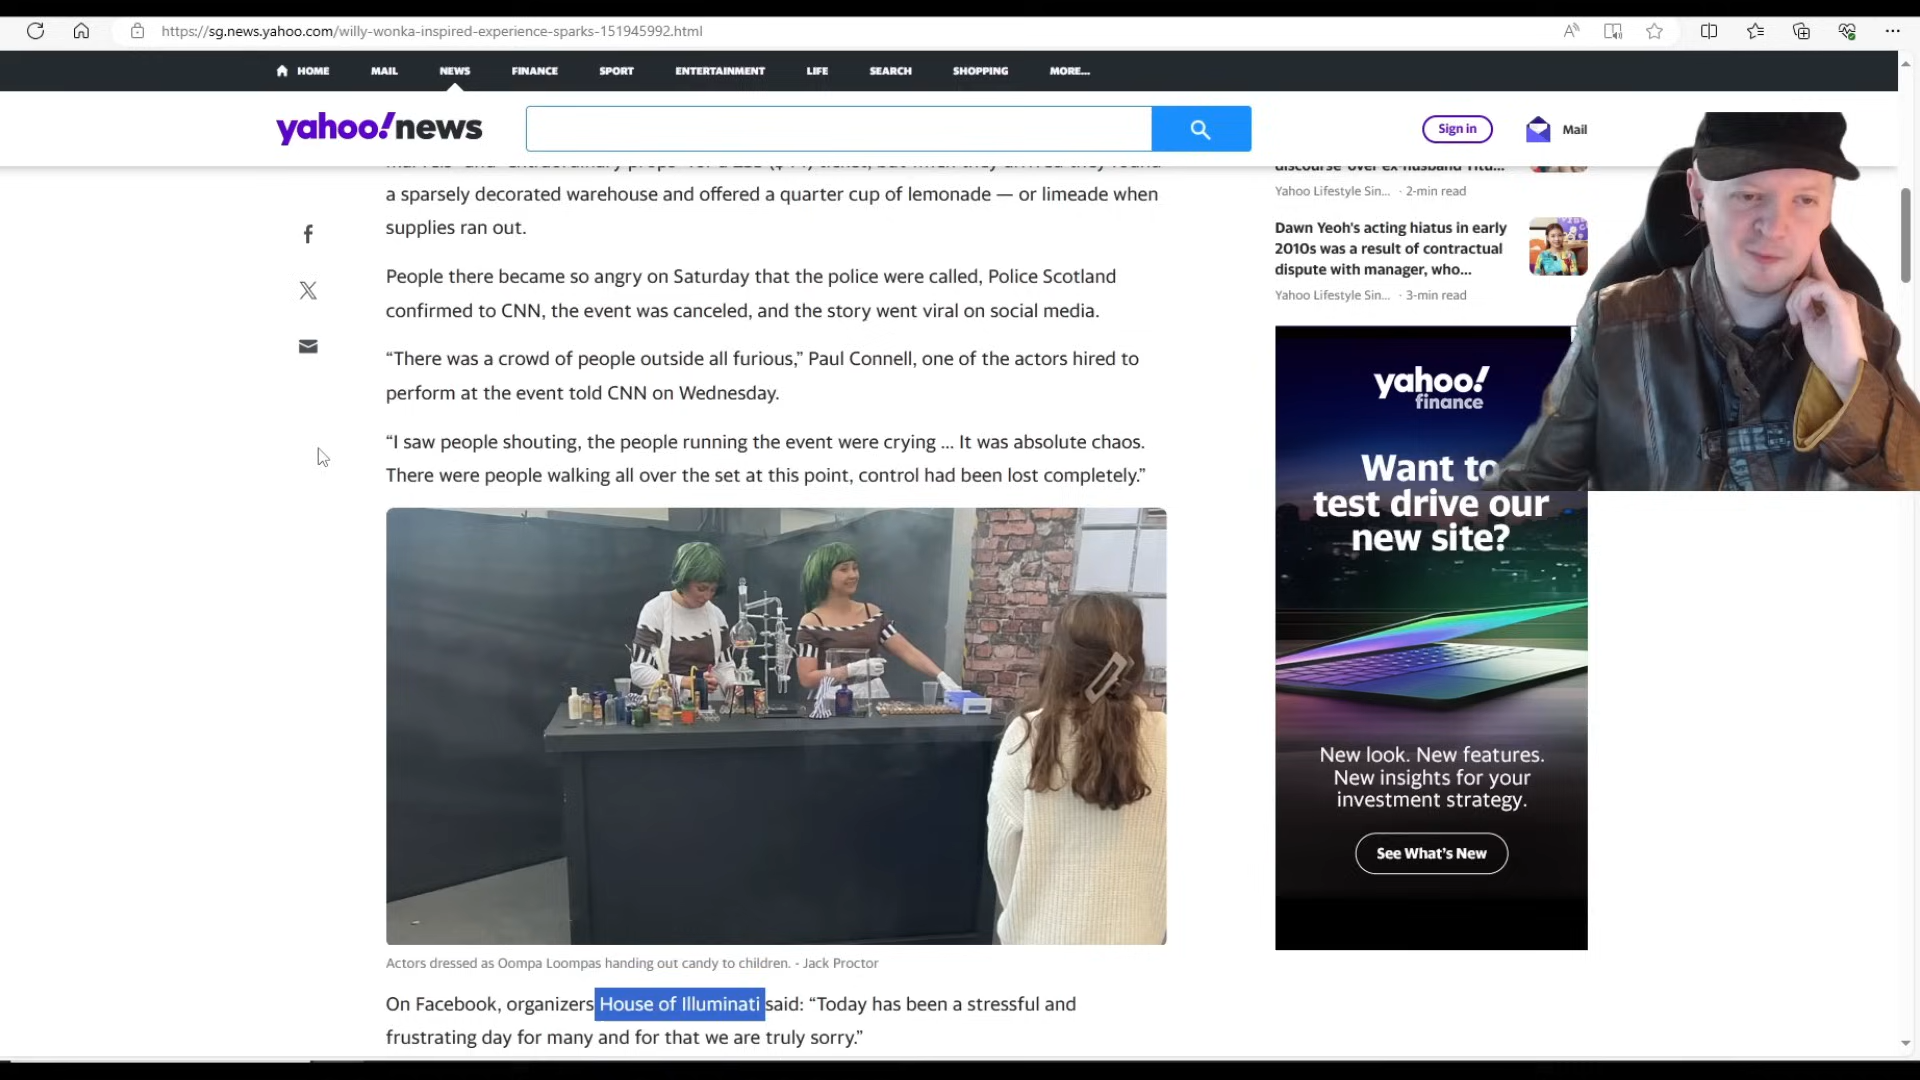 https://sg.news.yahoo.com/willy-wonka-inspired-experience-sparks-151945992.html
HOME MAIL NEWS FINANCE SPORT ENTERTAINMENT LIFE SEARCH SHOPPING MORE...
yahoo!news
Sign in
Mail
a sparsely decorated warehouse and offered a quarter cup of lemonade — or limeade when
supplies ran out.
People there became so angry on Saturday that the police were called, Police Scotland
confirmed to CNN, the event was canceled, and the story went viral on social media.
“There was a crowd of people outside all furious,” Paul Connell, one of the actors hired to
perform at the event told CNN on Wednesday.
“I saw people shouting, the people running the event were crying ... It was absolute chaos.
There were people walking all over the set at this point, control had been lost completely.”
Actors dressed as Oompa Loompas handing out candy to children. - Jack Proctor
On Facebook, organizers House of Illuminati said: “Today has been a stressful and
frustrating day for many and for that we are truly sorry.”
discourse over ex-husband Titu...
Yahoo Lifestyle Sin... · 2-min read
Dawn Yeoh's acting hiatus in early
2010s was a result of contractual
dispute with manager, who...
Yahoo Lifestyle Sin... · 3-min read
yahoo!
finance
Want to
test drive our
new site?
New look. New features.
New insights for your
investment strategy.
See What's New